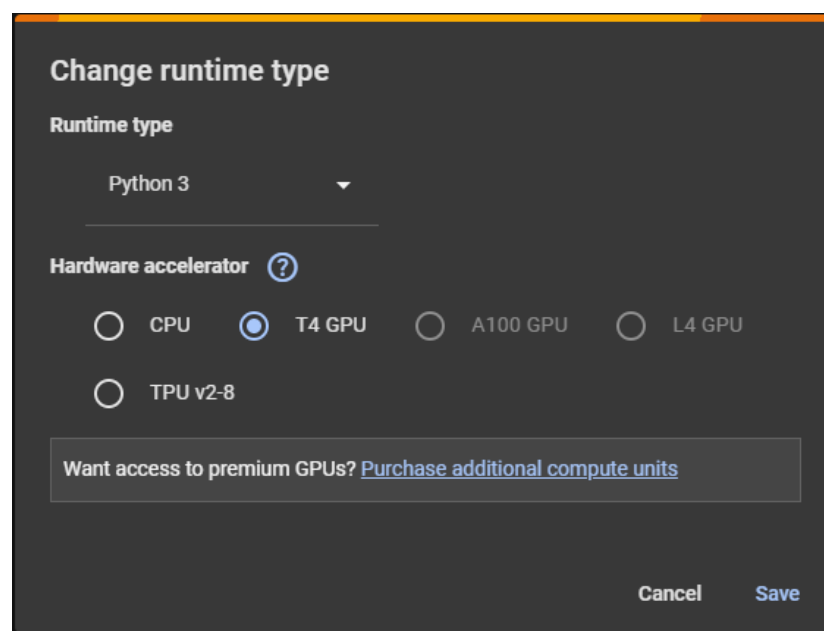 Change runtime type
Runtime type
Python 3
Hardware accelerator ?
CPU T4 GPU A100 GPU L4 GPU
TPU v2-8
Want access to premium GPUs? Purchase additional compute units
Cancel Save